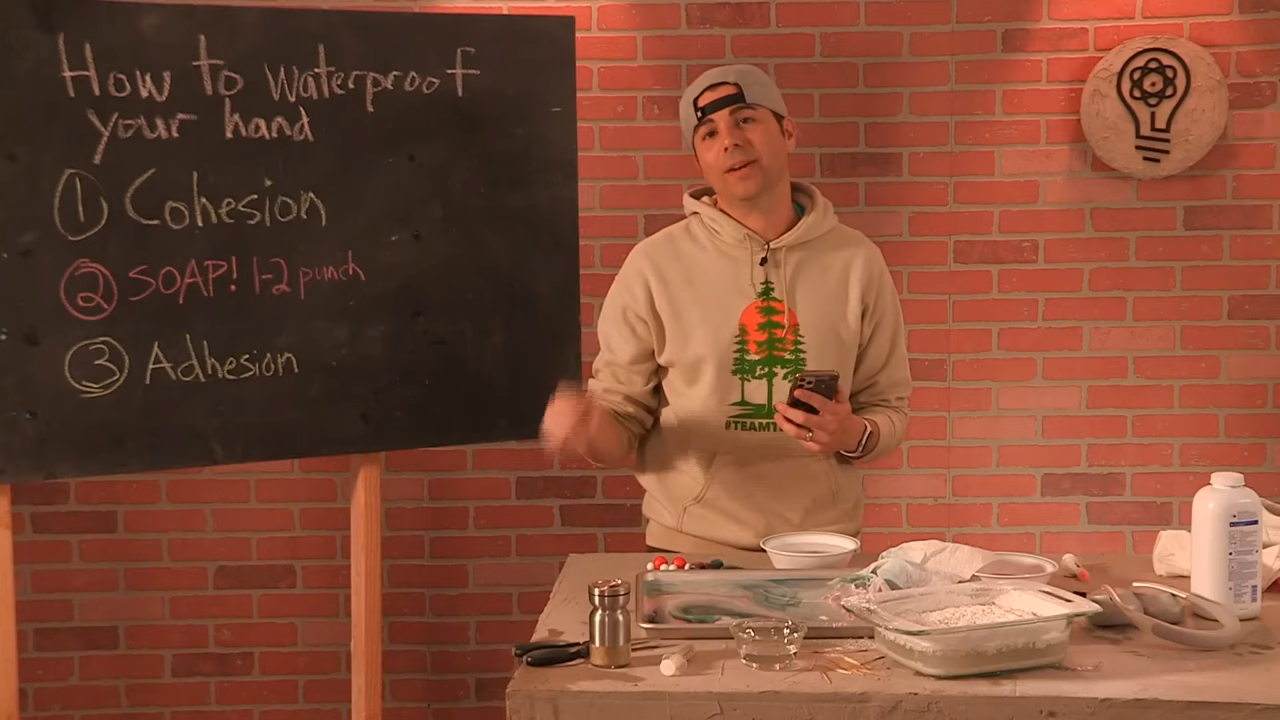 How to waterproof
your hand
① Cohesion
② SOAP! 1-2 punch
③ Adhesion
#TEAMT